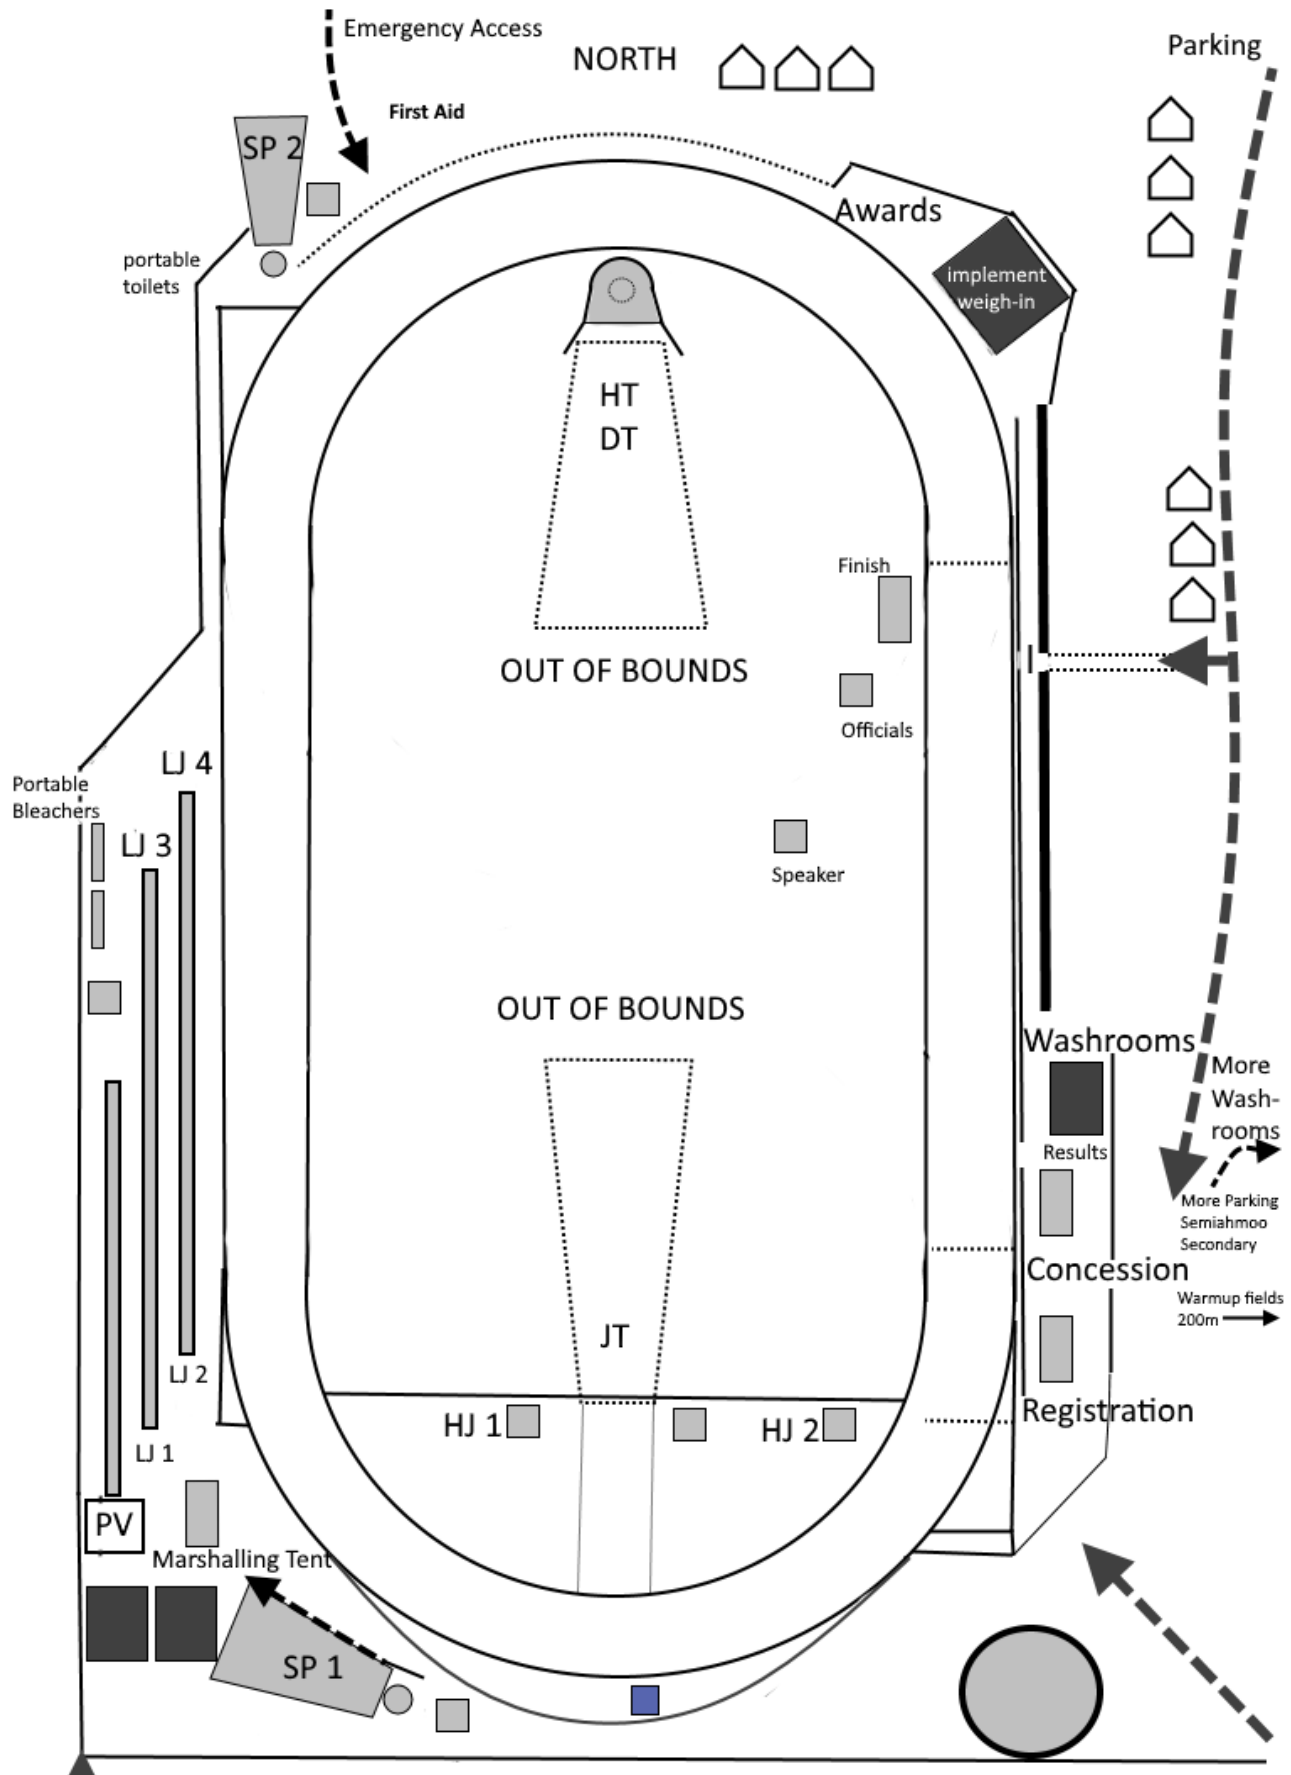 Emergency Access
NORTH
Parking
First Aid
SP 2
Awards
portable
toilets
implement
weigh-in
HT
DT
Finish
OUT OF BOUNDS
Officials
LJ 4
Portable
Bleachers
LJ 3
Speaker
OUT OF BOUNDS
Washrooms
More
Wash-
rooms
Results
More Parking
Semiahmoo
Secondary
Concession
Warmup fields
200m
JT
LJ 2
HJ 1
HJ 2
Registration
LJ 1
PV
Marshalling Tent
SP 1